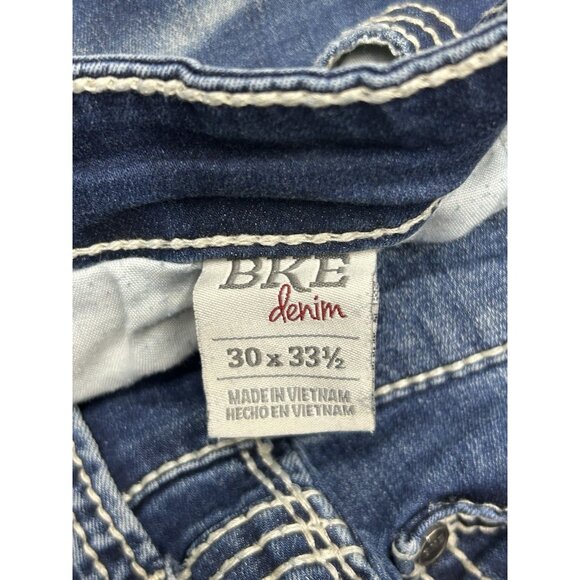 BKE
denim
30 x 33½
MADE IN VIETNAM
HECHO EN VIETNAM